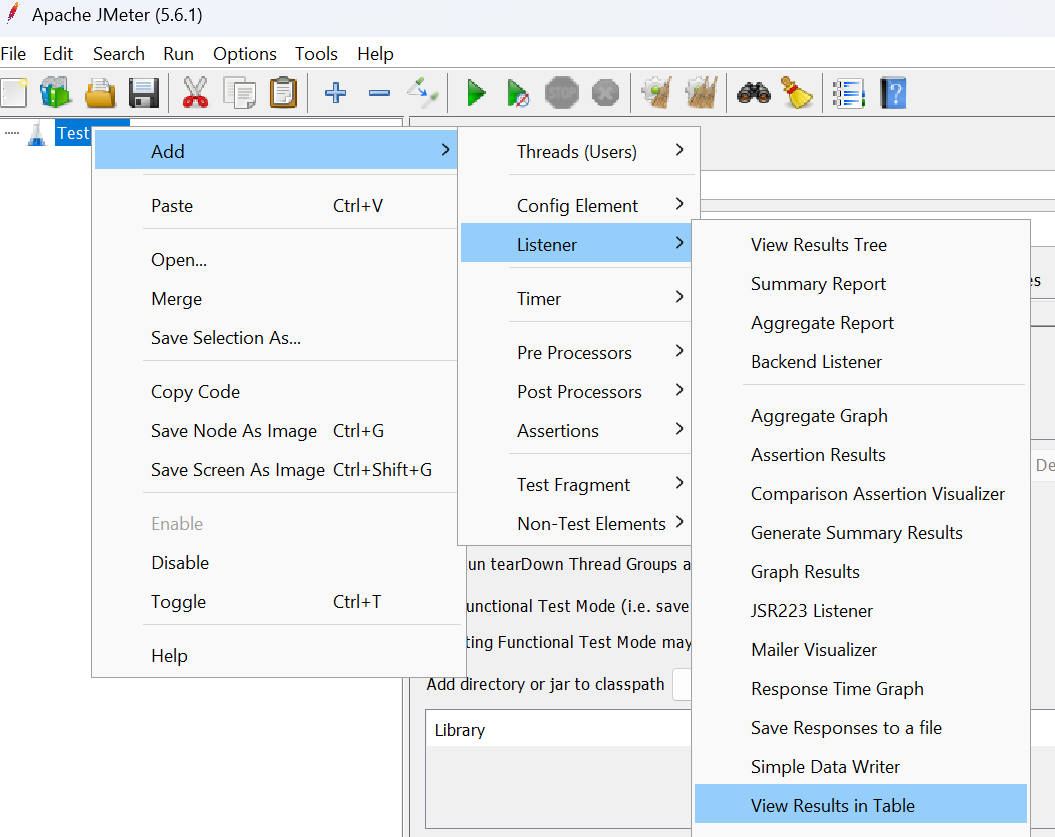 Apache JMeter (5.6.1)
File Edit Search Run Options Tools Help
STOP
Test
Add
Paste Ctrl+V
Open...
Merge
Save Selection As...
Copy Code
Save Node As Image Ctrl+G
Save Screen As Image Ctrl+Shift+G
Enable
Disable
Toggle Ctrl+T
Help
Threads (Users)
Config Element
Listener
Timer
Pre Processors
Post Processors
Assertions
Test Fragment
Non-Test Elements
View Results Tree
Summary Report
Aggregate Report
Backend Listener
Aggregate Graph
Assertion Results
Comparison Assertion Visualizer
Generate Summary Results
Graph Results
JSR223 Listener
Mailer Visualizer
Response Time Graph
Save Responses to a file
Simple Data Writer
View Results in Table
es
De
un tearDown Thread Groups a
unctional Test Mode (i.e. save
ting Functional Test Mode may
Add directory or jar to classpath
Library